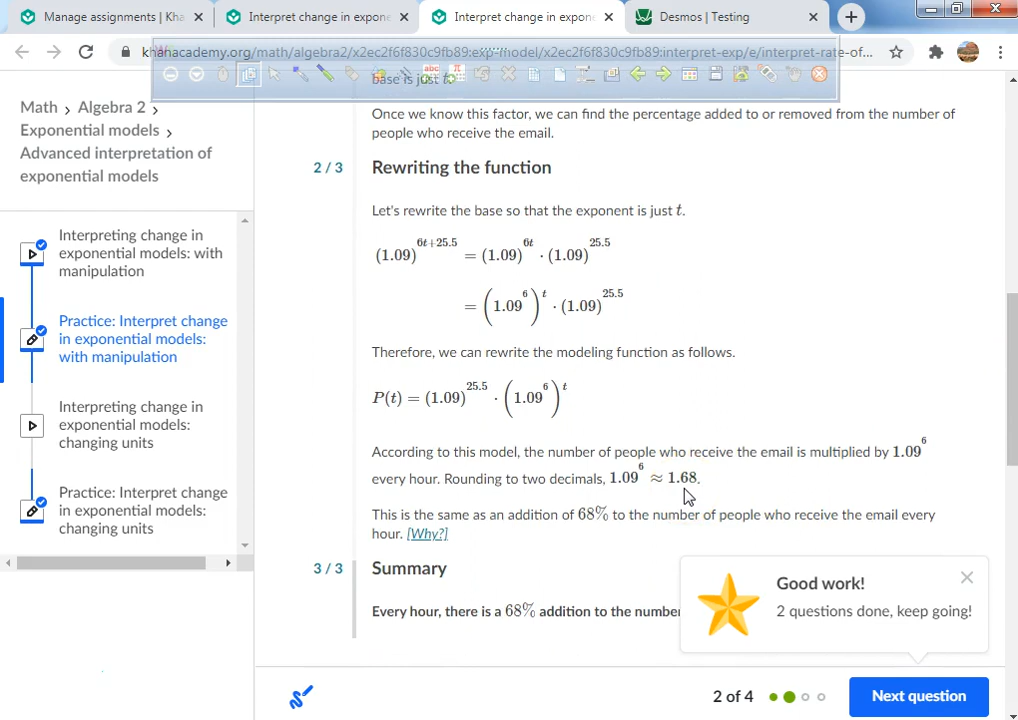 Manage assignments | Kha
Interpret change in expone
Interpret change in expon
Desmos | Testing
khanacademy.org/math/algebra2/x2ec2f6f830c9fb89:exp-model/x2ec2f6f830c9fb89:interpret-exp/e/interpret-rate-of...
base is just t.
Math > Algebra 2 >
Exponential models >
Advanced interpretation of
exponential models
Interpreting change in
exponential models: with
manipulation
Practice: Interpret change
in exponential models:
with manipulation
Interpreting change in
exponential models:
changing units
Practice: Interpret change
in exponential models:
changing units
Once we know this factor, we can find the percentage added to or removed from the number of
people who receive the email.
2 / 3 Rewriting the function
Let's rewrite the base so that the exponent is just t.
(1.09)^{6t+25.5} = (1.09)^{6t} · (1.09)^{25.5}
= (1.09^6)^t · (1.09)^{25.5}
Therefore, we can rewrite the modeling function as follows.
P(t) = (1.09)^{25.5} · (1.09^6)^t
According to this model, the number of people who receive the email is multiplied by 1.09^6
every hour. Rounding to two decimals, 1.09^6 ≈ 1.68.
This is the same as an addition of 68% to the number of people who receive the email every
hour. [Why?]
3 / 3 Summary
Every hour, there is a 68% addition to the number
Good work!
2 questions done, keep going!
2 of 4
Next question